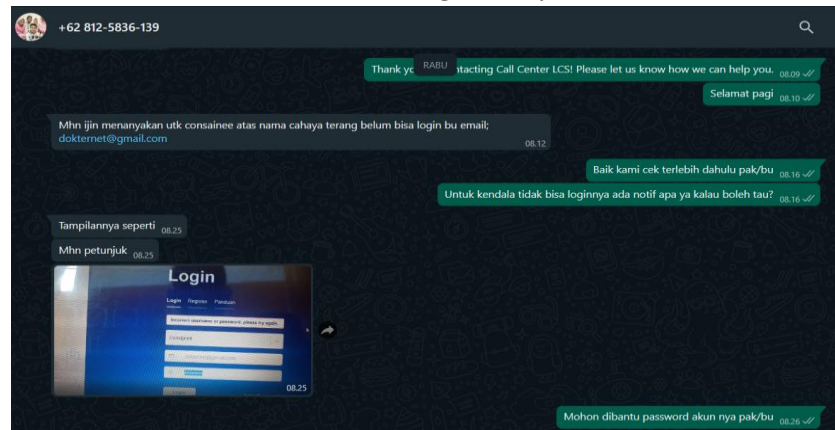 +62 812-5836-139
RABU
Thank yo tacting Call Center LCS! Please let us know how we can help you. 08.09
Selamat pagi 08.10
Mhn ijin menanyakan utk consainee atas nama cahaya terang belum bisa login bu email;
dokternet@gmail.com
08.12
Baik kami cek terlebih dahulu pak/bu 08.16
Untuk kendala tidak bisa loginnya ada notif apa ya kalau boleh tau? 08.16
Tampilannya seperti 08.25
Mhn petunjuk 08.25
Login
Login Register Panduan
Incorrect username or password, please try again.
08.25
Mohon dibantu password akun nya pak/bu 08.26